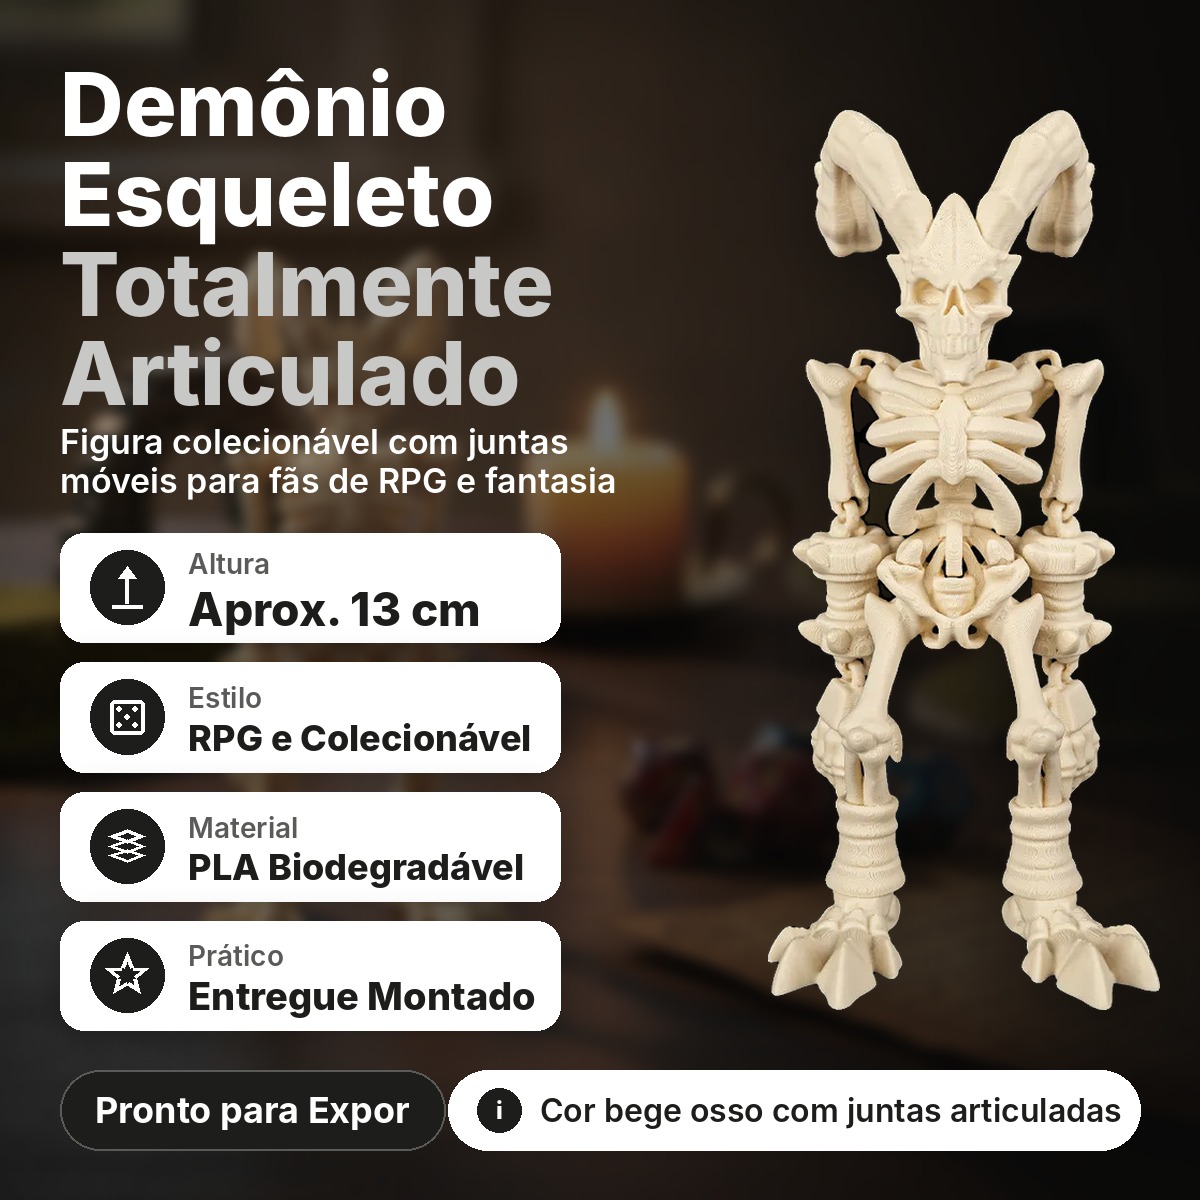 Demônio
Esqueleto
Totalmente
Articulado
Figura colecionável com juntas
móveis para fãs de RPG e fantasia
Altura
Aprox. 13 cm
Estilo
RPG e Colecionável
Material
PLA Biodegradável
Prático
Entregue Montado
Pronto para Expor
i Cor bege osso com juntas articuladas